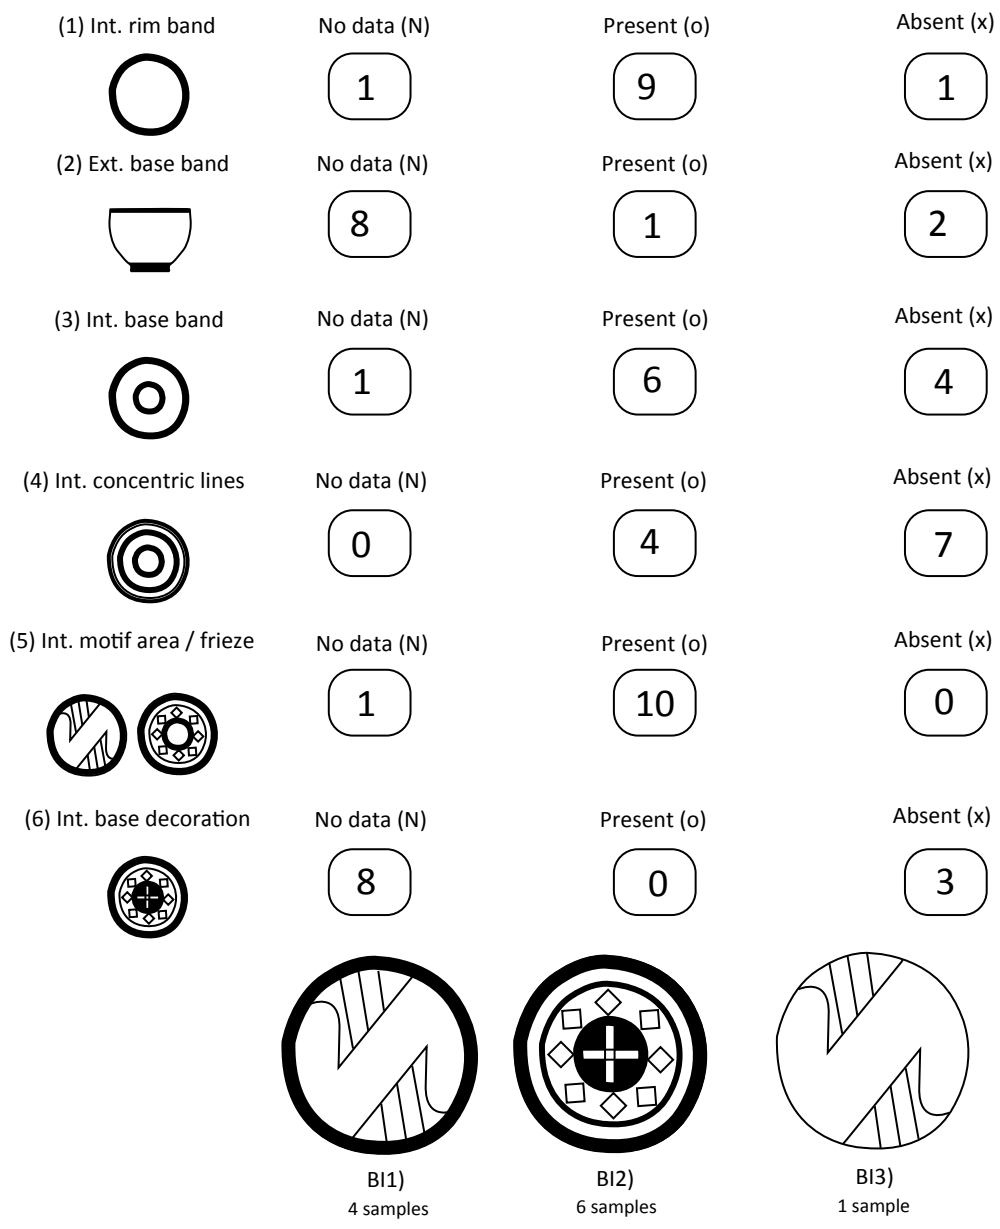 (1) Int. rim band No data (N) Present (o) Absent (x)
1 9 1
(2) Ext. base band No data (N) Present (o) Absent (x)
8 1 2
(3) Int. base band No data (N) Present (o) Absent (x)
1 6 4
(4) Int. concentric lines No data (N) Present (o) Absent (x)
0 4 7
(5) Int. motif area / frieze No data (N) Present (o) Absent (x)
1 10 0
(6) Int. base decoration No data (N) Present (o) Absent (x)
8 0 3
BI1) BI2) BI3)
4 samples 6 samples 1 sample